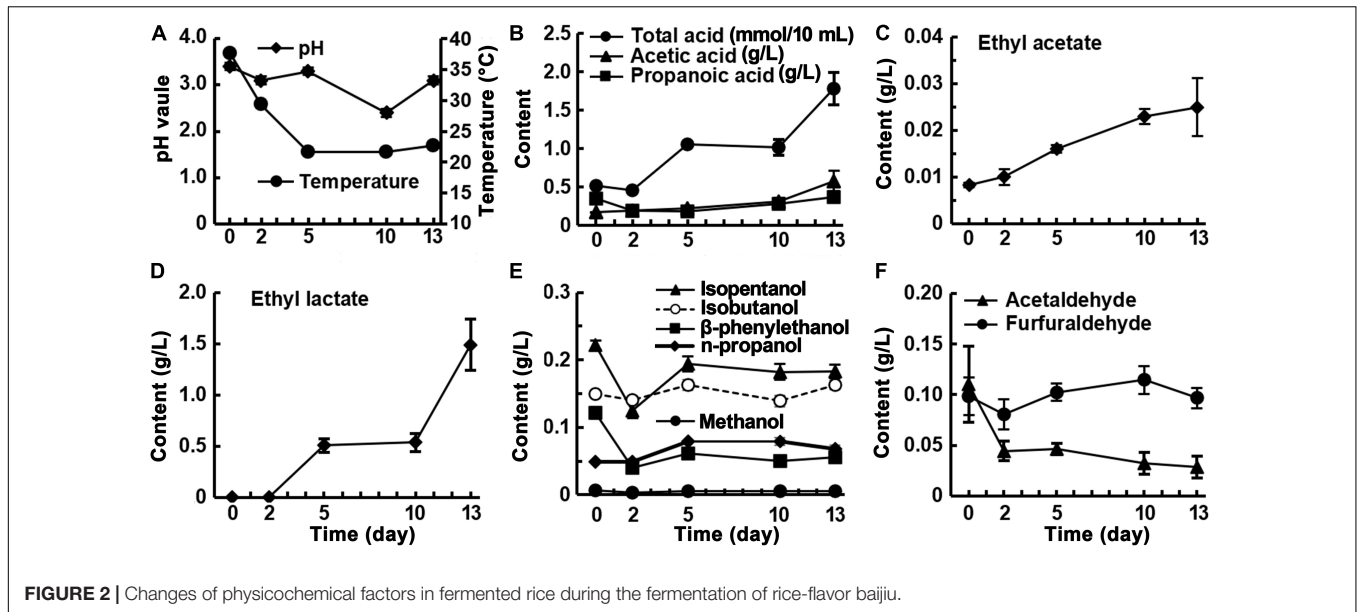 A
4.0
3.0
2.0
1.0
0
pH vaule
pH
Temperature
40
35
30
25
20
15
10
Temperature (°C)
0 2 5 10 13
B
2.5
2.0
1.5
1.0
0.5
0
Content
Total acid (mmol/10 mL)
Acetic acid (g/L)
Propanoic acid (g/L)
0 2 5 10 13
C
0.04
0.03
0.02
0.01
0
Content (g/L)
Ethyl acetate
0 2 5 10 13
D
2.0
1.5
1.0
0.5
0
Content (g/L)
Ethyl lactate
0 2 5 10 13
Time (day)
E
0.3
0.2
0.1
0
Content (g/L)
Isopentanol
Isobutanol
β-phenylethanol
n-propanol
Methanol
0 2 5 10 13
Time (day)
F
0.20
0.15
0.10
0.05
0
Content (g/L)
Acetaldehyde
Furfuraldehyde
0 2 5 10 13
Time (day)
FIGURE 2 | Changes of physicochemical factors in fermented rice during the fermentation of rice-flavor baijiu.